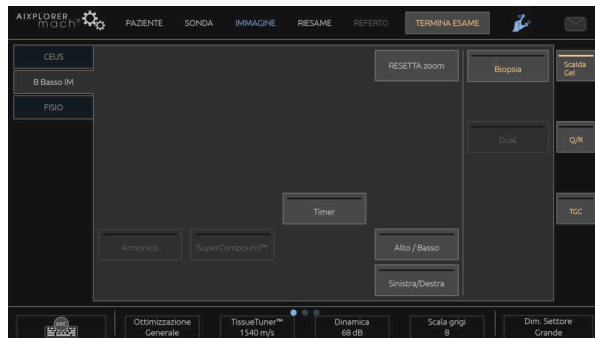 AIXPLORER
mach
PAZIENTE SONDA IMMAGINE RIESAME REFERTO TERMINA ESAME
CEUS
B Basso IM
FISIO
RESETTA zoom
Biopsia
Scalda
Gel
Dual
Q/R
Timer
TGC
Armonico
SuperCompound™
Alto / Basso
Sinistra/Destra
ABC
Ottimizzazione
Generale
TissueTuner™
1540 m/s
Dinamica
68 dB
Scala grigi
8
Dim. Settore
Grande